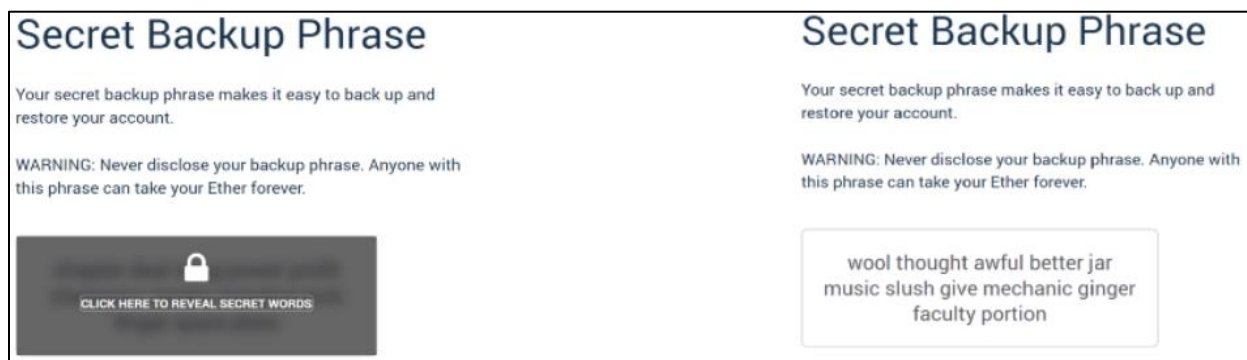 Secret Backup Phrase
Your secret backup phrase makes it easy to back up and
restore your account.
WARNING: Never disclose your backup phrase. Anyone with
this phrase can take your Ether forever.
CLICK HERE TO REVEAL SECRET WORDS
Secret Backup Phrase
Your secret backup phrase makes it easy to back up and
restore your account.
WARNING: Never disclose your backup phrase. Anyone with
this phrase can take your Ether forever.
wool thought awful better jar
music slush give mechanic ginger
faculty portion